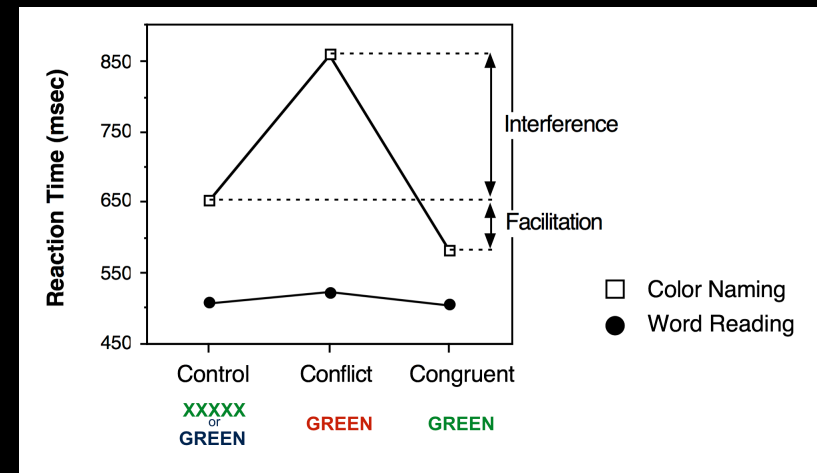 Reaction Time (msec)
850
750
650
550
450
Interference
Facilitation
Color Naming
Word Reading
Control
Conflict
Congruent
XXXXX
or
GREEN
GREEN
GREEN